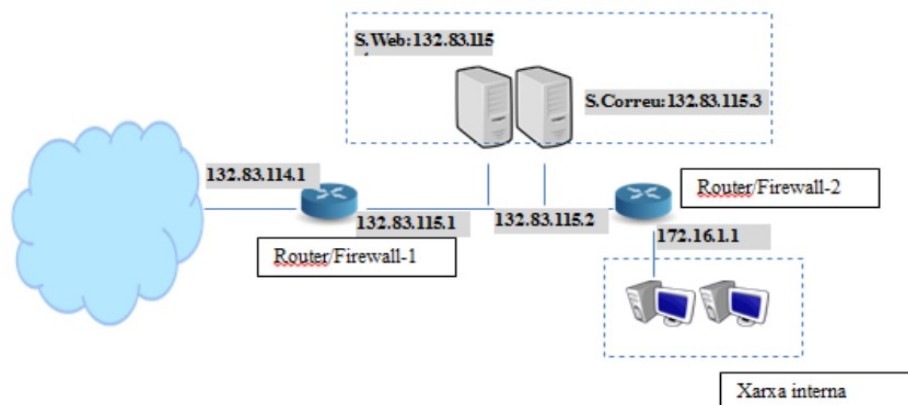 S.Web:132.83.115
S.Correu:132.83.115.3
132.83.114.1
Router/Firewall-2
132.83.115.1
132.83.115.2
172.16.1.1
Router/Firewall-1
Xarxa interna